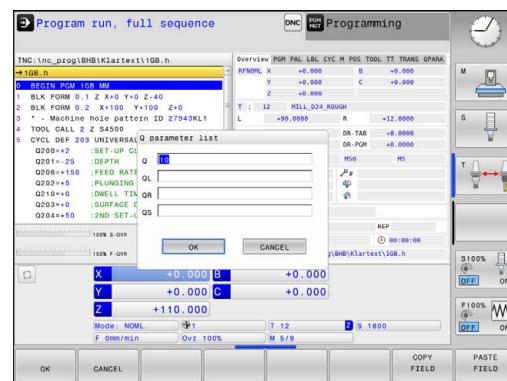 Program run, full sequence
DNC
PGM MGT
Programming
TNC:\nc_prog\BHB\Klartext\1GB.h
→1GB.h
0 BEGIN PGM 1GB MM
1 BLK FORM 0.1 Z X+0 Y+0 Z-40
2 BLK FORM 0.2 X+100 Y+100 Z+0
3 * - Machine hole pattern ID 27943KL1
4 TOOL CALL 2 Z S4500
5 CYCL DEF 203 UNIVERSAL
Q200=+2 ;SET-UP CL
Q201=-25 ;DEPTH
Q206=+150 ;FEED RATE
Q202=+5 ;PLUNGING
Q210=+0 ;DWELL TIM
Q203=+0 ;SURFACE C
Q204=+50 ;2ND SET-U
100% S-OVR
100% F-OVR
Overview PGM PAL LBL CYC M POS TOOL TT TRANS QPARA
RFNOML X +0.000 B +0.000
Y +0.000 C +0.000
Z +0.000
T : 12 MILL_D24_ROUGH
L +90.0000 R +12.0000
DR-TAB +0.0000
DR-PGM +0.0000
M50 M5
REP
00:00:00
g\BHB\Klartext\1GB.h
Q parameter list
Q 10
QL
QR
QS
OK CANCEL
X +0.000 B +0.000
Y +0.000 C +0.000
Z +110.000
Mode: NOML. 1 T 12 Z S 1800
F 0mm/min Ovr 100% M 5/9
M
S
T
S100%
OFF ON
F100%
OFF ON
OK
CANCEL
COPY FIELD
PASTE FIELD